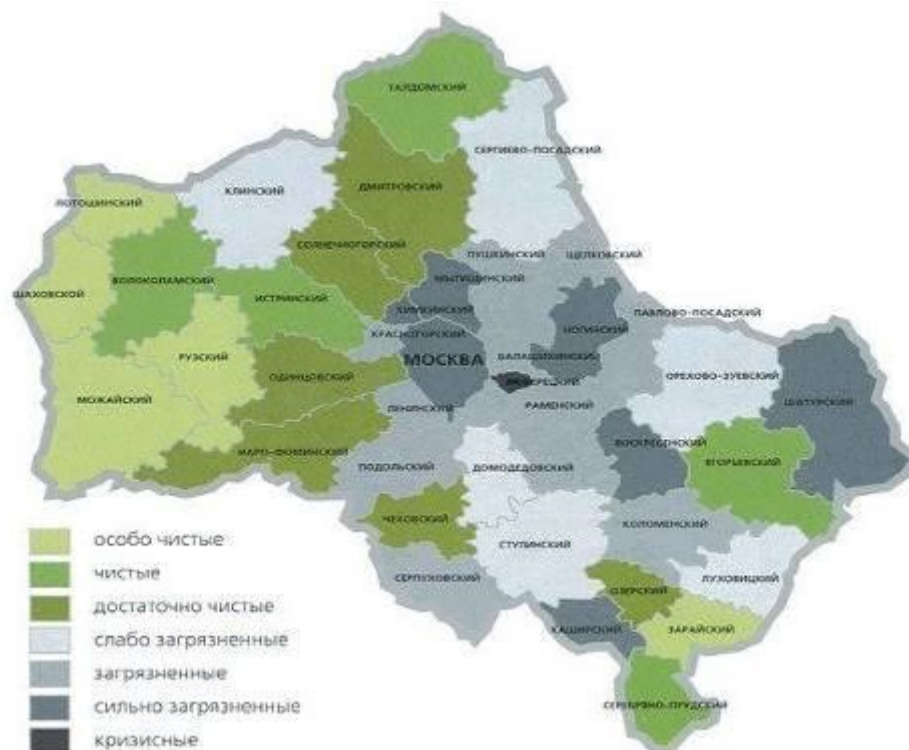 ТАЛДОМСКИЙ
СЕРГИЕВО-ПОСАДСКИЙ
ДМИТРОВСКИЙ
КЛИНСКИЙ
ЛОТОШИНСКИЙ
СОЛНЕЧНОГОРСКИЙ
ПУШКИНСКИЙ
ЩЕЛКОВСКИЙ
ВОЛОКОЛАМСКИЙ
МЫТИЩИНСКИЙ
ШАХОВСКОЙ
ИСТРИНСКИЙ
ХИМКИНСКИЙ
ПАВЛОВО-ПОСАДСКИЙ
КРАСНОГОРСКИЙ
НОГИНСКИЙ
РУЗСКИЙ
МОСКВА
БАЛАШИХИНСКИЙ
ОДИНЦОВСКИЙ
ЛЮБЕРЕЦКИЙ
ОРЕХОВО-ЗУЕВСКИЙ
МОЖАЙСКИЙ
ЛЕНИНСКИЙ
РАМЕНСКИЙ
ШАТУРСКИЙ
ВОСКРЕСЕНСКИЙ
НАРО-ФОМИНСКИЙ
ПОДОЛЬСКИЙ
ДОМОДЕДОВСКИЙ
ЕГОРЬЕВСКИЙ
ЧЕХОВСКИЙ
КОЛОМЕНСКИЙ
СТУПИНСКИЙ
СЕРПУХОВСКИЙ
ЛУХОВИЦКИЙ
ОЗЕРСКИЙ
КАШИРСКИЙ
ЗАРАЙСКИЙ
СЕРЕБРЯНО-ПРУДСКИЙ
особо чистые
чистые
достаточно чистые
слабо загрязненные
загрязненные
сильно загрязненные
кризисные